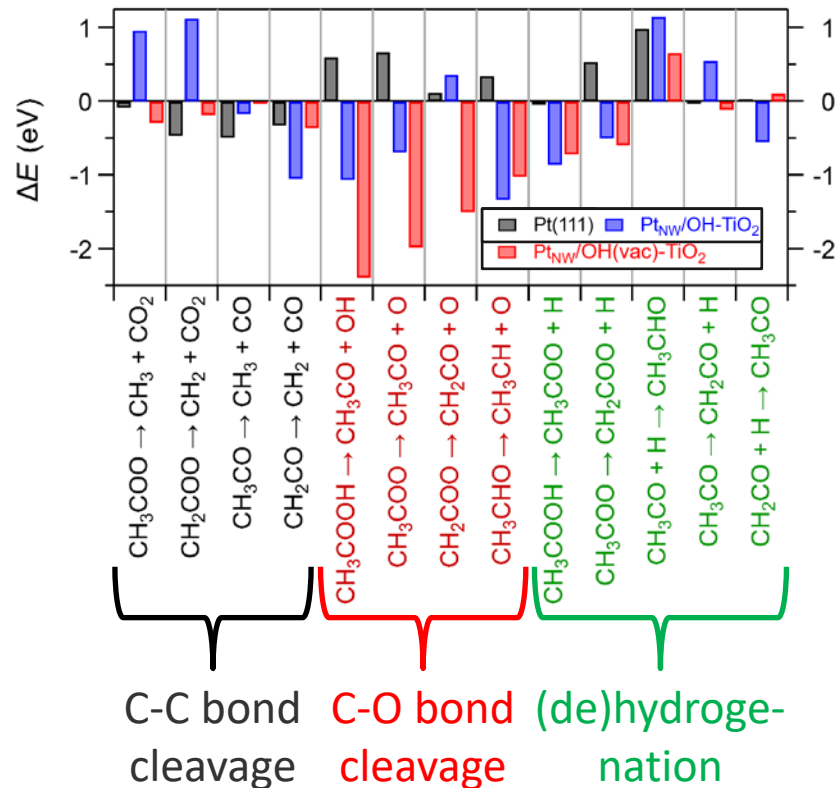 1
0
-1
-2
ΔE (eV)
1
0
-1
-2
Pt(111)
Pt_NW/OH-TiO₂
Pt_NW/OH(vac)-TiO₂
CH₃COO → CH₃ + CO₂
CH₂COO → CH₂ + CO₂
CH₃CO → CH₃ + CO
CH₂CO → CH₂ + CO
CH₃COOH → CH₃CO + OH
CH₃COO → CH₃CO + O
CH₂COO → CH₂CO + O
CH₃CHO → CH₃CH + O
CH₃COOH → CH₃COO + H
CH₃COO → CH₂COO + H
CH₃CO + H → CH₃CHO
CH₃CO → CH₂CO + H
CH₂CO + H → CH₃CO
C-C bond
cleavage
C-O bond
cleavage
(de)hydroge-
nation